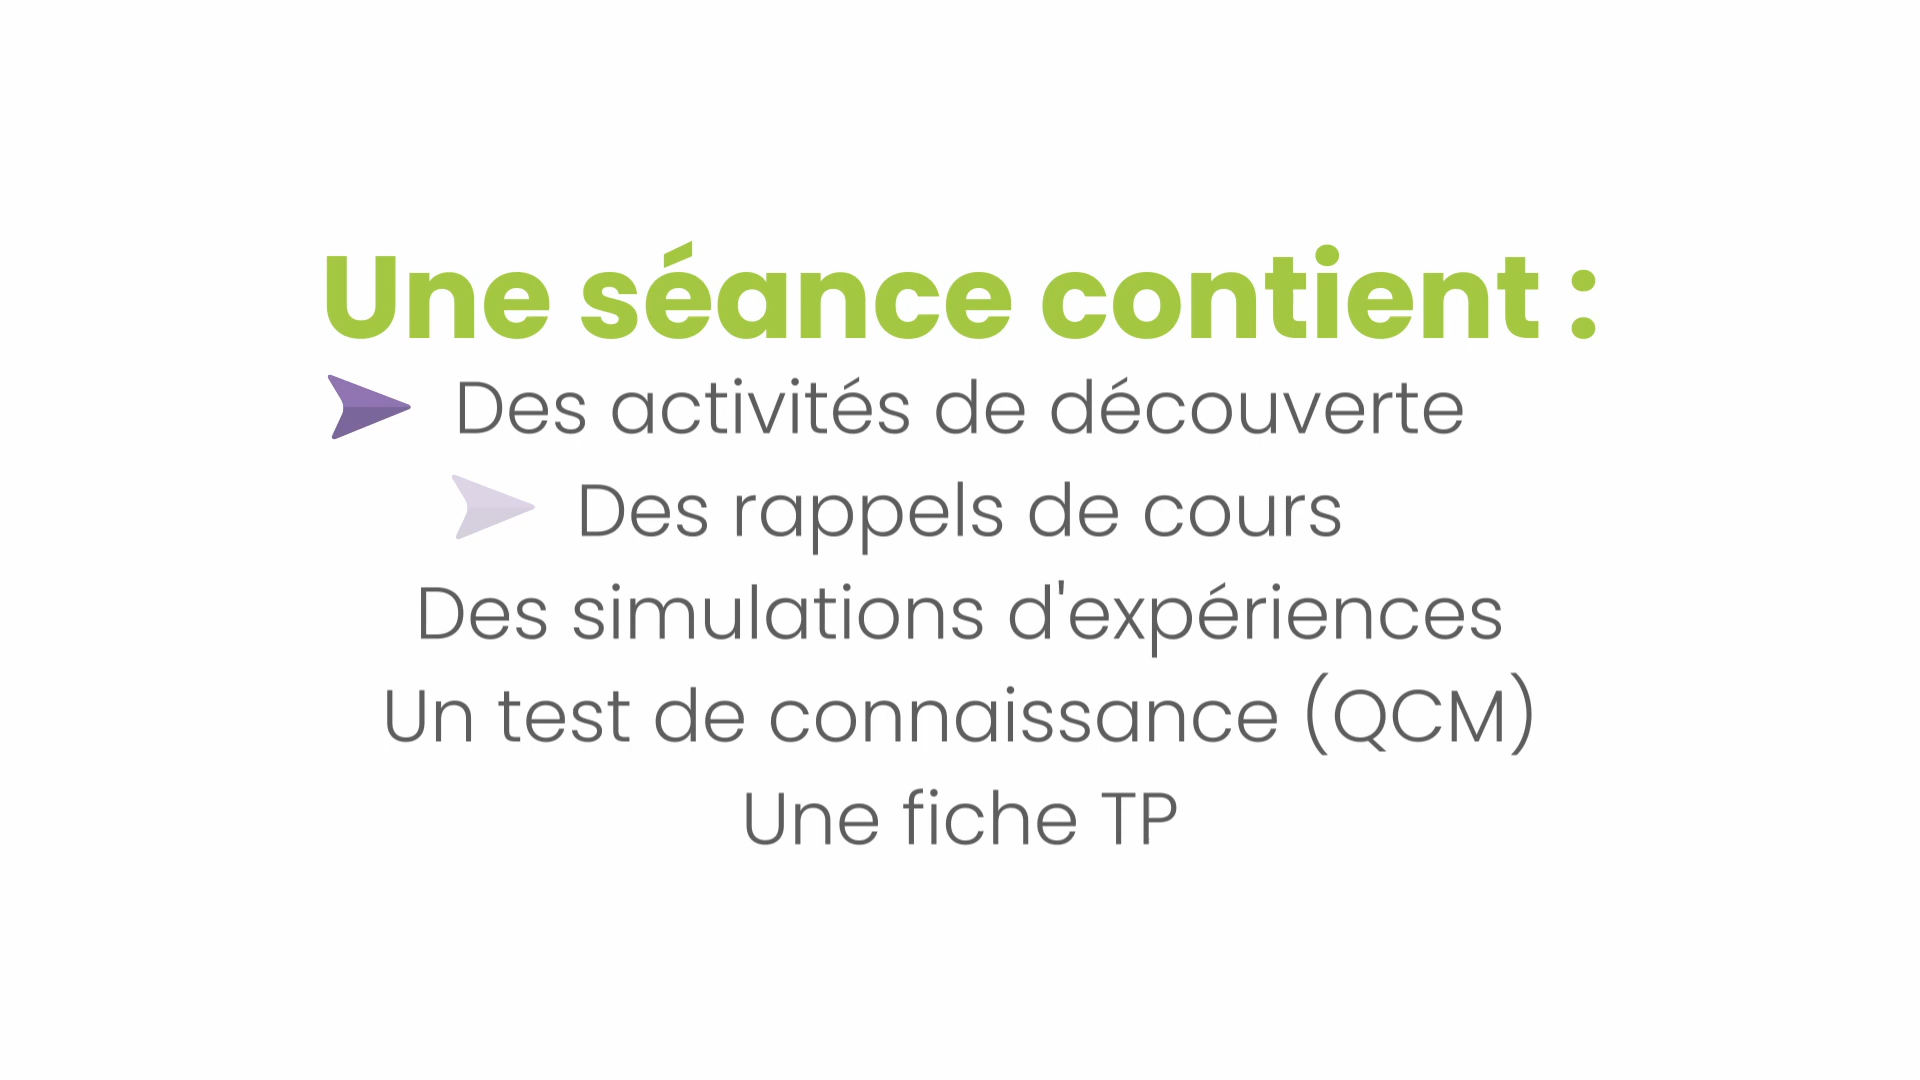 Une séance contient :
Des activités de découverte
Des rappels de cours
Des simulations d'expériences
Un test de connaissance (QCM)
Une fiche TP